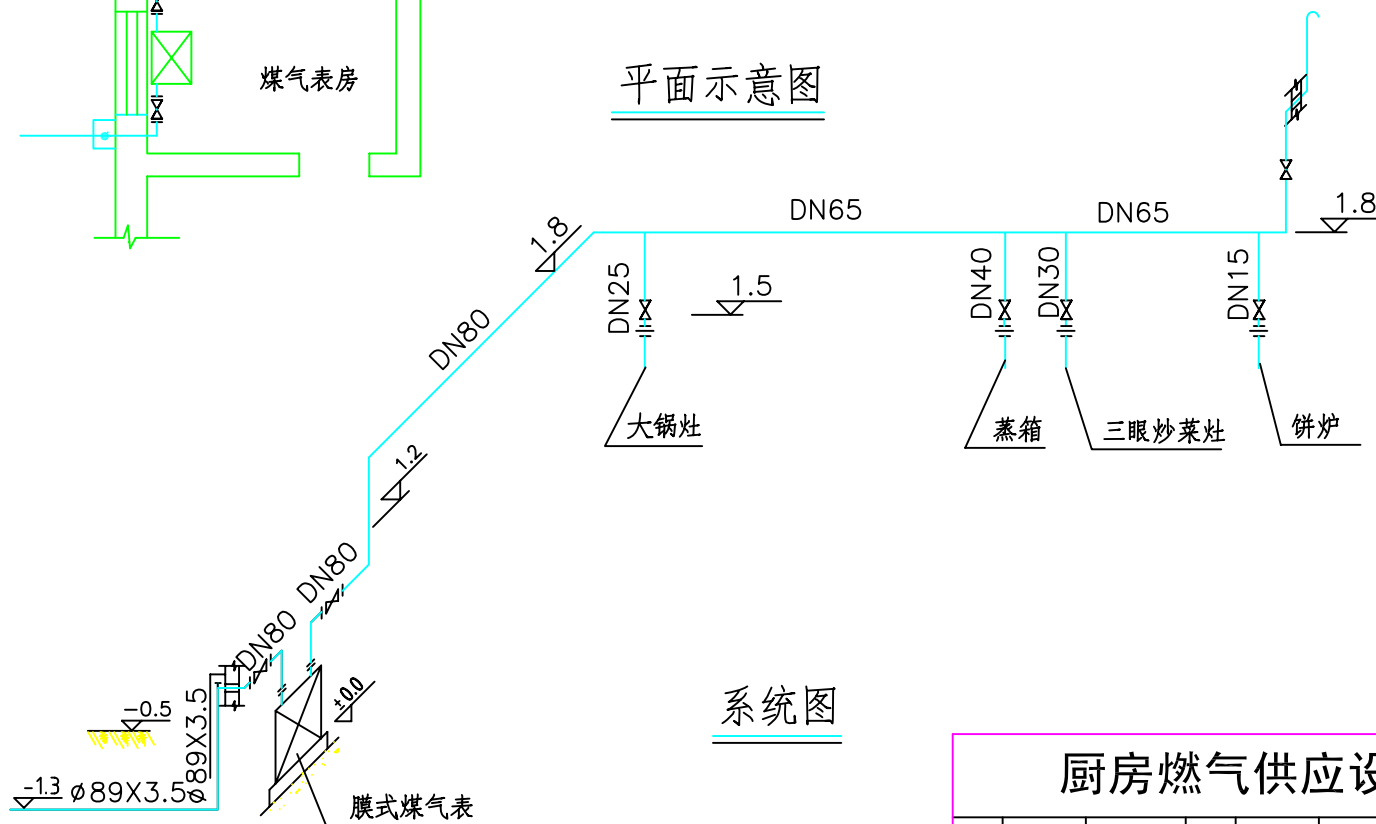 煤气表房
平面示意图
DN65
DN65
1.8
1.8
DN25
1.5
DN40
DN30
DN15
DN80
大锅灶
蒸箱
三眼炒菜灶
饼炉
1.2
DN80
DN80
±0.0
-0.5
ø89X3.5
系统图
-1.3
ø89X3.5
膜式煤气表
厨房燃气供应设